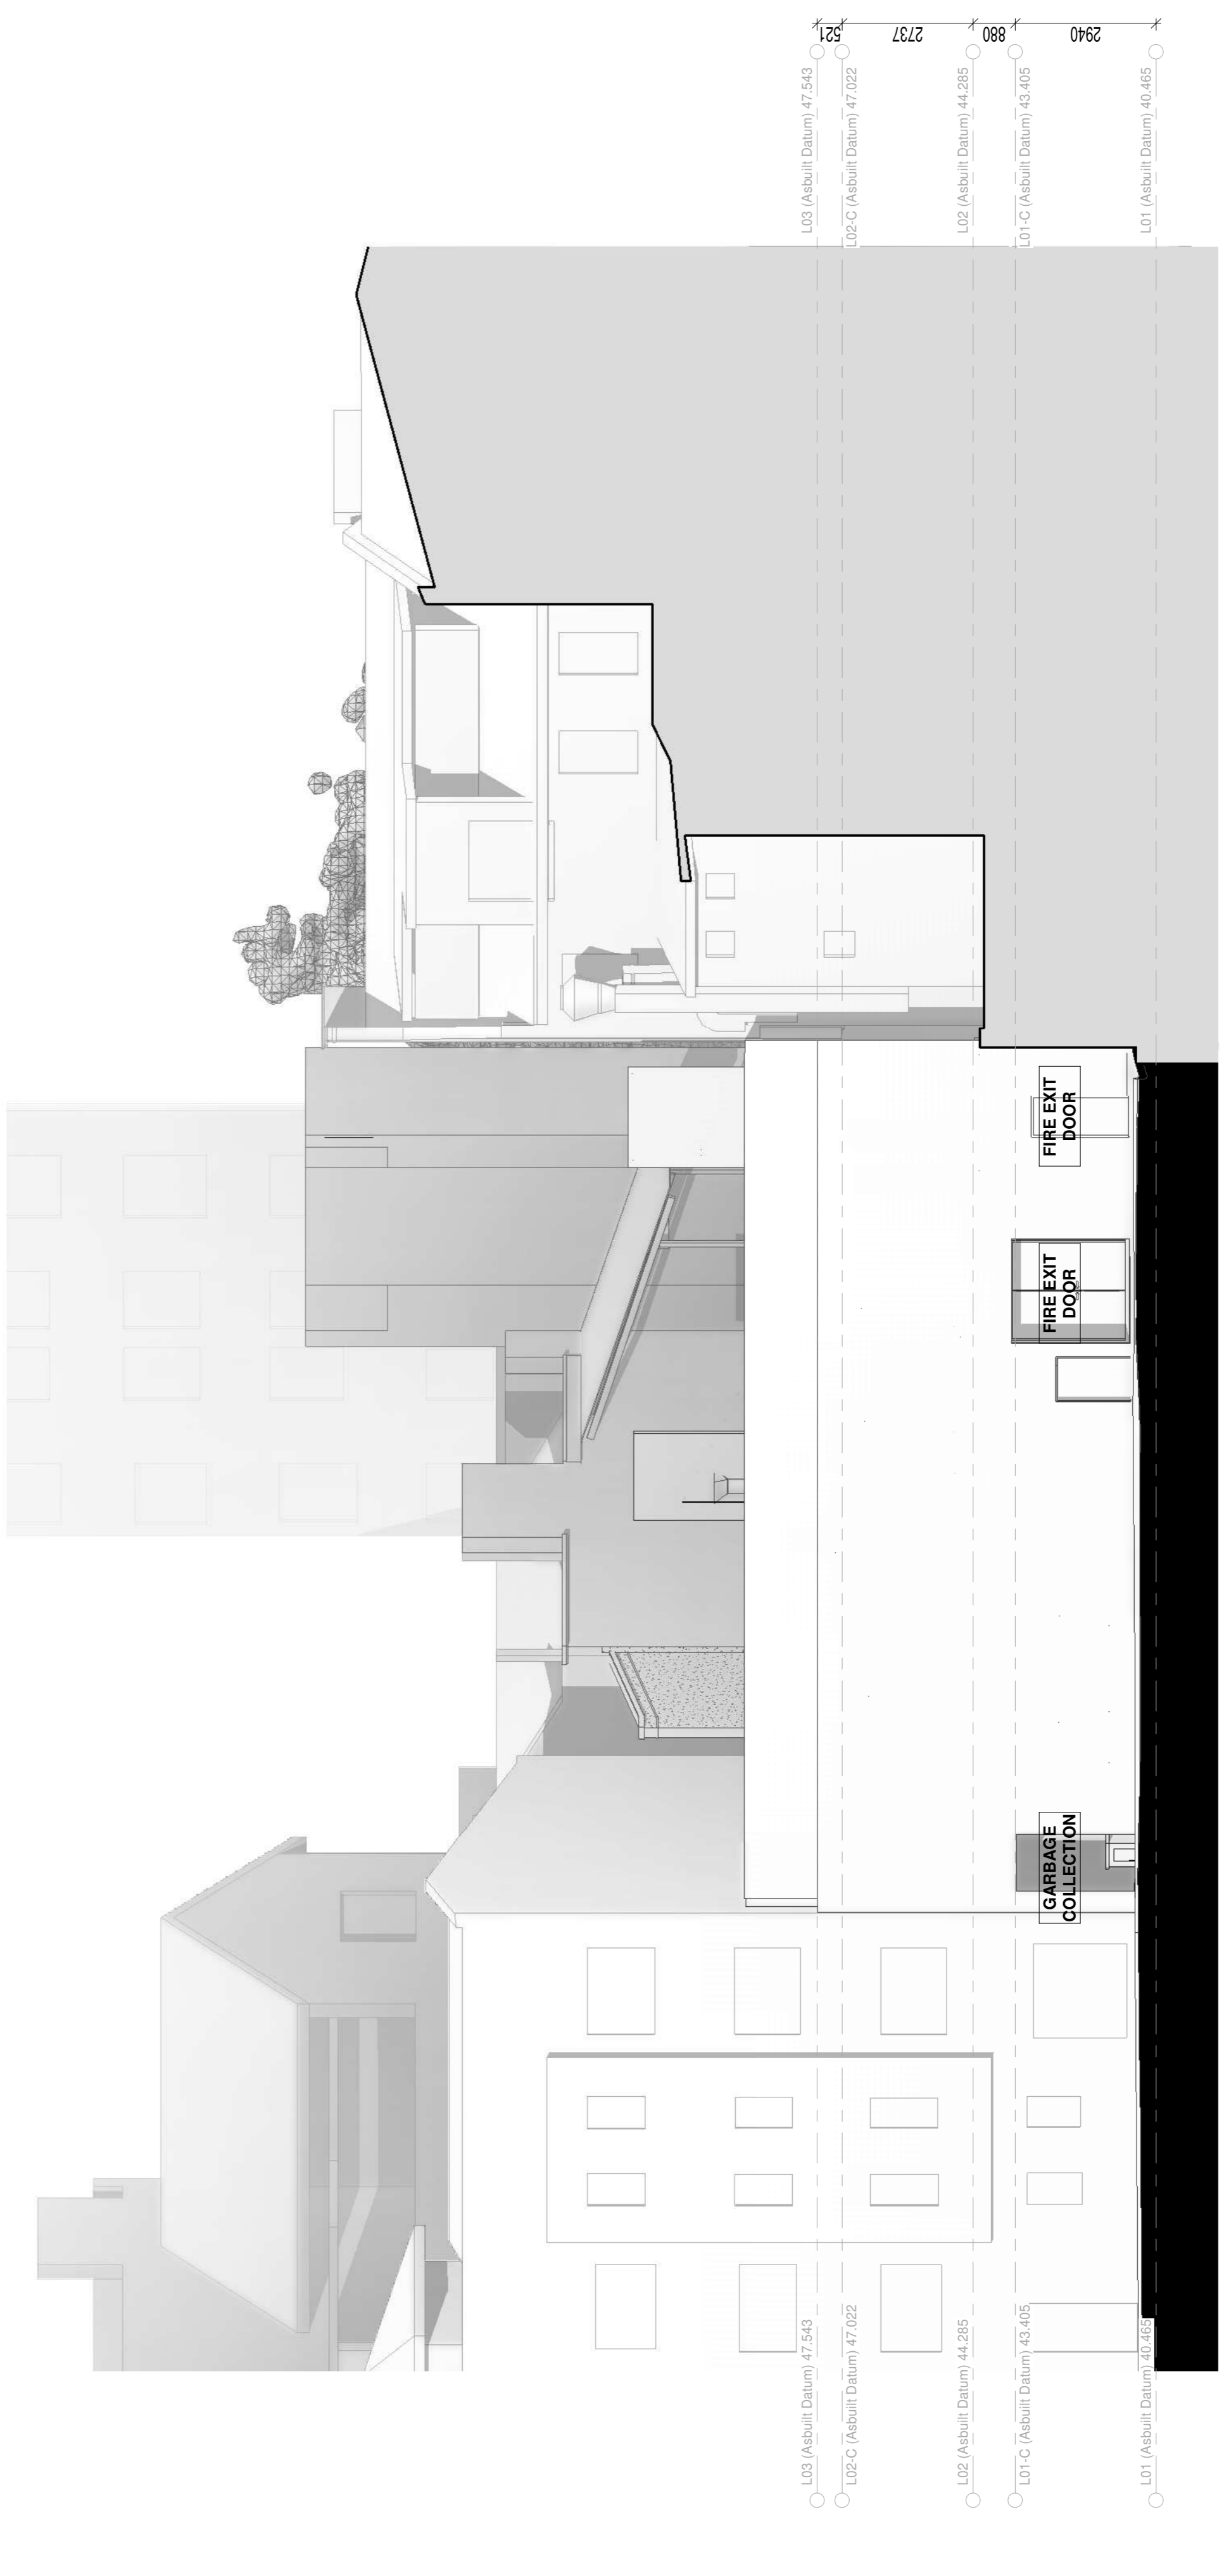 L03 (Asbuilt Datum) 47.543
L02-C (Asbuilt Datum) 47.022
L02 (Asbuilt Datum) 44.285
L01-C (Asbuilt Datum) 43.405
L01 (Asbuilt Datum) 40.465
GARBAGE
COLLECTION
FIRE EXIT
DOOR
FIRE EXIT
DOOR
L03 (Asbuilt Datum) 47.543
L02-C (Asbuilt Datum) 47.022
L02 (Asbuilt Datum) 44.285
L01-C (Asbuilt Datum) 43.405
L01 (Asbuilt Datum) 40.465
521
2737
880
2940